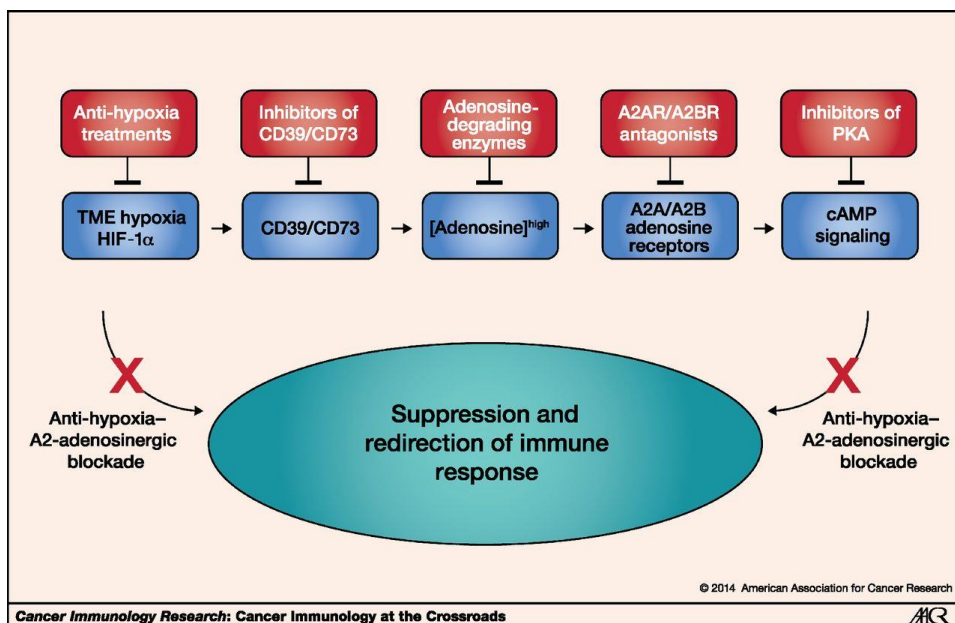 Anti-hypoxia
treatments
Inhibitors of
CD39/CD73
Adenosine-
degrading
enzymes
A2AR/A2BR
antagonists
Inhibitors of
PKA
TME hypoxia
HIF-1α
CD39/CD73
[Adenosine]high
A2A/A2B
adenosine
receptors
cAMP
signaling
X
X
Anti-hypoxia–
A2-adenosinergic
blockade
Suppression and
redirection of immune
response
Anti-hypoxia–
A2-adenosinergic
blockade
© 2014 American Association for Cancer Research
Cancer Immunology Research: Cancer Immunology at the Crossroads
AACR